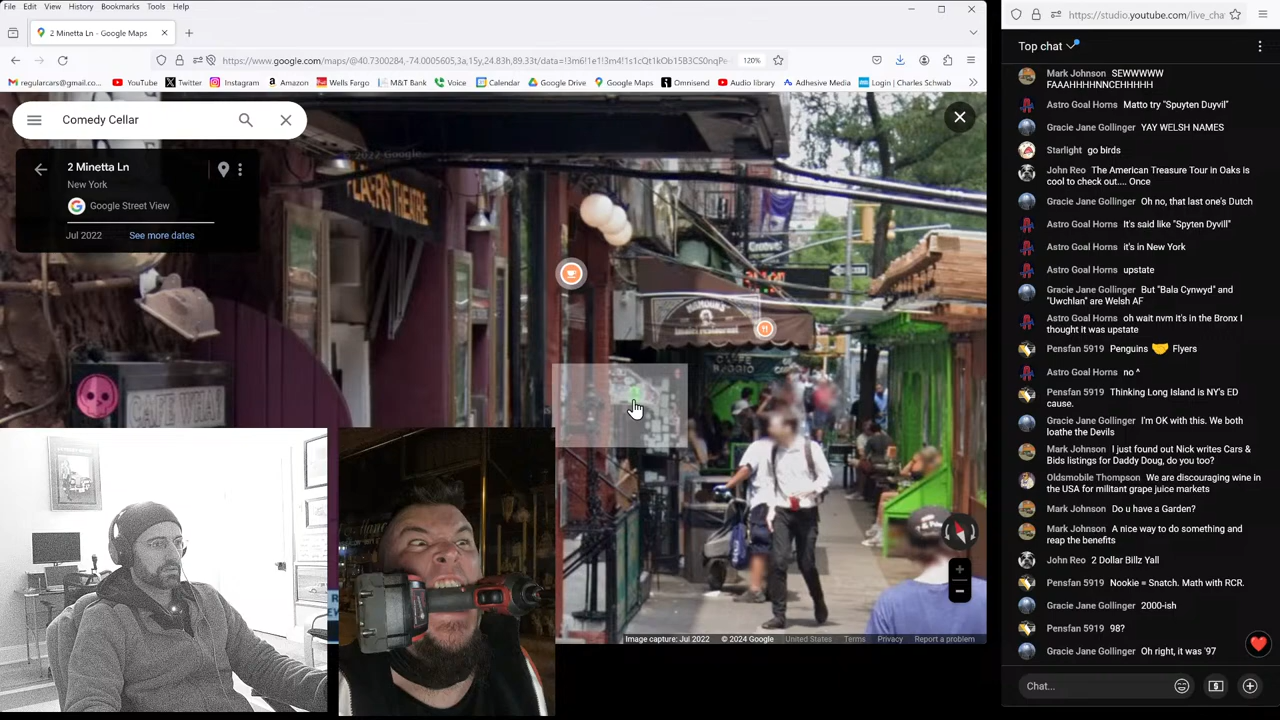 File Edit View History Bookmarks Tools Help
2 Minetta Ln - Google Maps
https://www.google.com/maps/@40.7300284,-74.0005605,3a,15y,24.83h,89.33t/data=!3m6!1e1!3m4!1s1cQt1kOb15B3CS0nqPe
120%
regularcars@gmail.co...
YouTube
Twitter
Instagram
Amazon
Wells Fargo
M&T Bank
Voice
Calendar
Google Drive
Google Maps
Omnisend
Audio library
Adhesive Media
Login | Charles Schwab
Comedy Cellar
2 Minetta Ln
New York
Google Street View
Jul 2022 See more dates
© 2022 Google
PLAYERS THEATRE
CAFE WHA?
MAMOUN'S
CAFFE REGGIO
Image capture: Jul 2022 © 2024 Google United States Terms Privacy Report a problem
https://studio.youtube.com/live_cha
Top chat
Mark Johnson SEWWWWW
FAAAHHHHNNCEHHHHH
Astro Goal Horns Matto try "Spuyten Duyvil"
Gracie Jane Gollinger YAY WELSH NAMES
Starlight go birds
John Reo The American Treasure Tour in Oaks is
cool to check out.... Once
Gracie Jane Gollinger Oh no, that last one's Dutch
Astro Goal Horns It's said like "Spyten Dyvill"
Astro Goal Horns it's in New York
Astro Goal Horns upstate
Gracie Jane Gollinger But "Bala Cynwyd" and
"Uwchlan" are Welsh AF
Astro Goal Horns oh wait nvm it's in the Bronx I
thought it was upstate
Pensfan 5919 Penguins 🤝 Flyers
Astro Goal Horns no ^
Pensfan 5919 Thinking Long Island is NY's ED
cause.
Gracie Jane Gollinger I'm OK with this. We both
loathe the Devils
Mark Johnson I just found out Nick writes Cars &
Bids listings for Daddy Doug, do you too?
Oldsmobile Thompson We are discouraging wine in
the USA for militant grape juice markets
Mark Johnson Do u have a Garden?
Mark Johnson A nice way to do something and
reap the benefits
John Reo 2 Dollar Billz Yall
Pensfan 5919 Nookie = Snatch. Math with RCR.
Gracie Jane Gollinger 2000-ish
Pensfan 5919 98?
Gracie Jane Gollinger Oh right, it was '97
Chat...